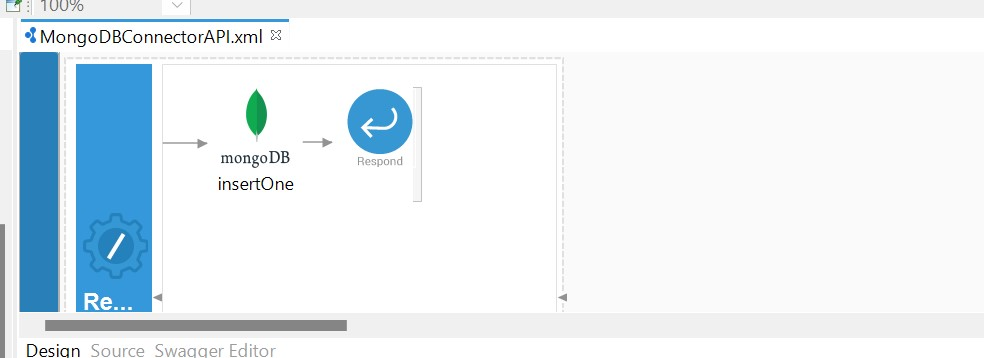 100%
MongoDBConnectorAPI.xml
mongoDB
insertOne
Respond
Re...
Design Source Swagger Editor